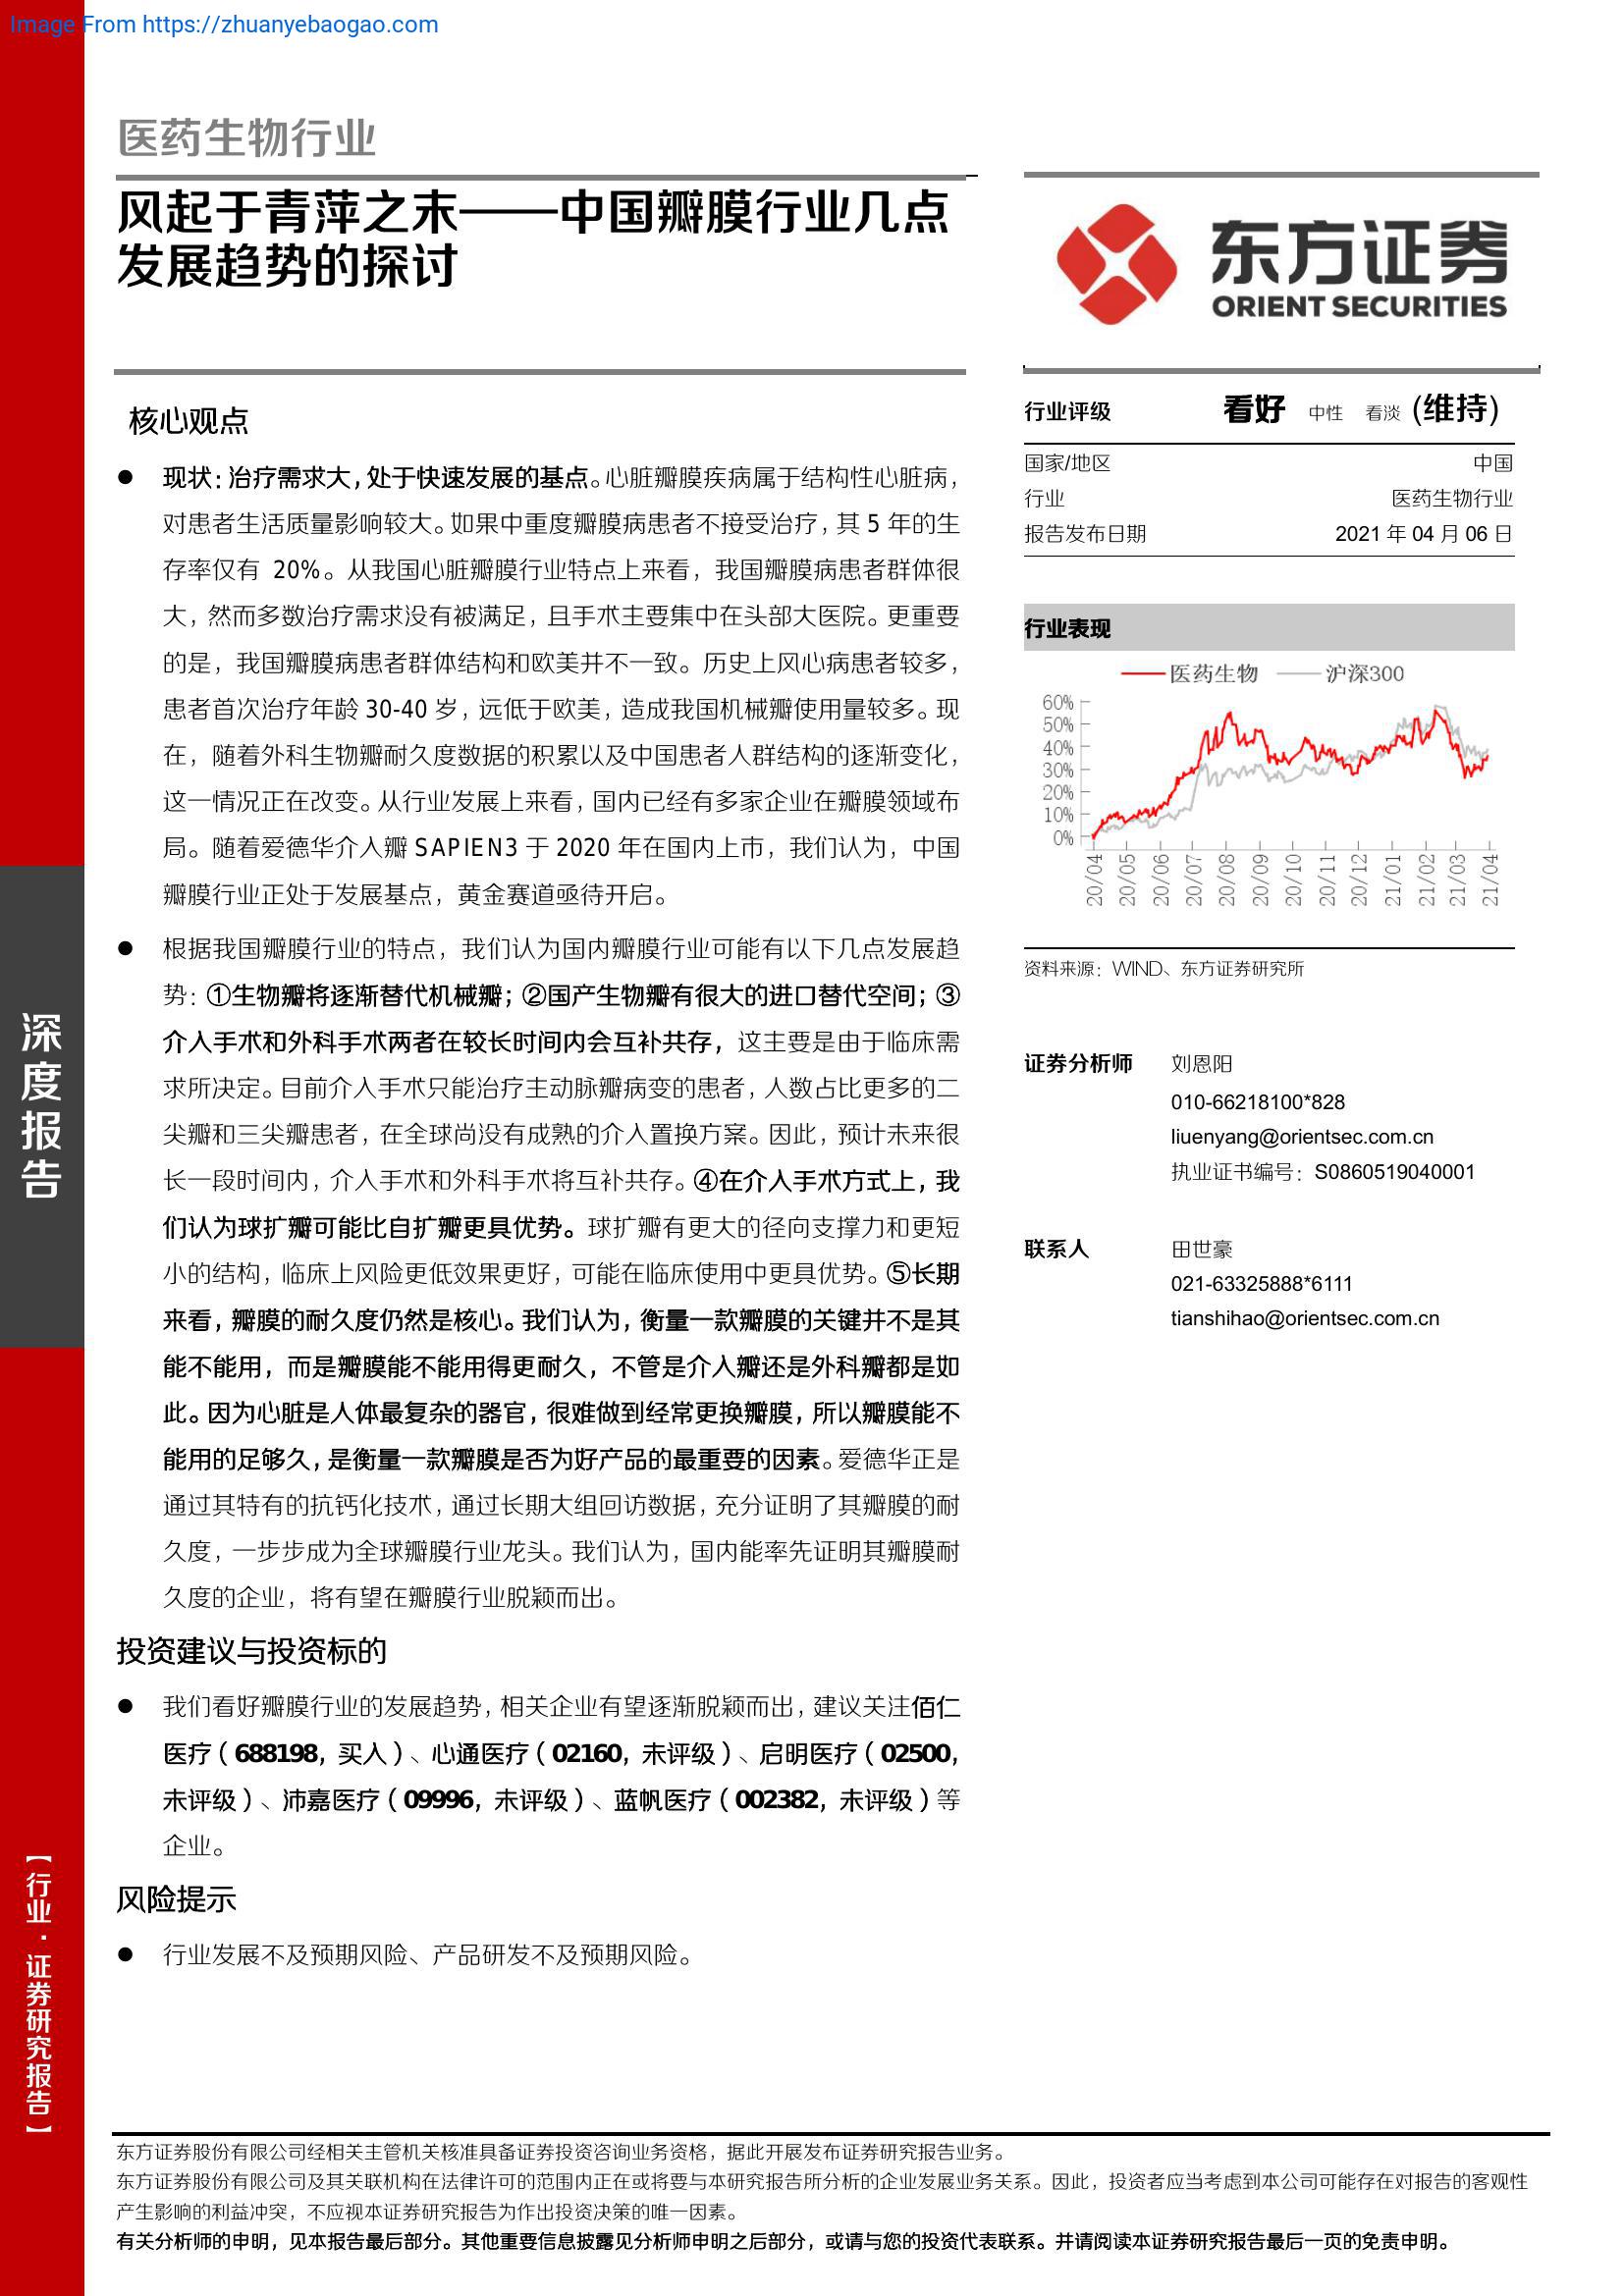 Image From https://zhuanyebaogao.com
医药生物行业
风起于青萍之末——中国瓣膜行业几点
发展趋势的探讨
东方证券
ORIENT SECURITIES
核心观点
● 现状：治疗需求大，处于快速发展的基点。心脏瓣膜疾病属于结构性心脏病，
对患者生活质量影响较大。如果中重度瓣膜病患者不接受治疗，其 5 年的生
存率仅有 20%。从我国心脏瓣膜行业特点上来看，我国瓣膜病患者群体很
大，然而多数治疗需求没有被满足，且手术主要集中在头部大医院。更重要
的是，我国瓣膜病患者群体结构和欧美并不一致。历史上风心病患者较多，
患者首次治疗年龄 30-40 岁，远低于欧美，造成我国机械瓣使用量较多。现
在，随着外科生物瓣耐久度数据的积累以及中国患者人群结构的逐渐变化，
这一情况正在改变。从行业发展上来看，国内已经有多家企业在瓣膜领域布
局。随着爱德华介入瓣 SAPIEN3 于 2020 年在国内上市，我们认为，中国
瓣膜行业正处于发展基点，黄金赛道亟待开启。
● 根据我国瓣膜行业的特点，我们认为国内瓣膜行业可能有以下几点发展趋
势：①生物瓣将逐渐替代机械瓣；②国产生物瓣有很大的进口替代空间；③
介入手术和外科手术两者在较长时间内会互补共存，这主要是由于临床需
求所决定。目前介入手术只能治疗主动脉瓣病变的患者，人数占比更多的二
尖瓣和三尖瓣患者，在全球尚没有成熟的介入置换方案。因此，预计未来很
长一段时间内，介入手术和外科手术将互补共存。④在介入手术方式上，我
们认为球扩瓣可能比自扩瓣更具优势。球扩瓣有更大的径向支撑力和更短
小的结构，临床上风险更低效果更好，可能在临床使用中更具优势。⑤长期
来看，瓣膜的耐久度仍然是核心。我们认为，衡量一款瓣膜的关键并不是其
能不能用，而是瓣膜能不能用得更耐久，不管是介入瓣还是外科瓣都是如
此。因为心脏是人体最复杂的器官，很难做到经常更换瓣膜，所以瓣膜能不
能用的足够久，是衡量一款瓣膜是否为好产品的最重要的因素。爱德华正是
通过其特有的抗钙化技术，通过长期大组回访数据，充分证明了其瓣膜的耐
久度，一步步成为全球瓣膜行业龙头。我们认为，国内能率先证明其瓣膜耐
久度的企业，将有望在瓣膜行业脱颖而出。
投资建议与投资标的
● 我们看好瓣膜行业的发展趋势，相关企业有望逐渐脱颖而出，建议关注佰仁
医疗（688198，买入）、心通医疗（02160，未评级）、启明医疗（02500，
未评级）、沛嘉医疗（09996，未评级）、蓝帆医疗（002382，未评级）等
企业。
风险提示
● 行业发展不及预期风险、产品研发不及预期风险。
行业评级 看好 中性 看淡 (维持)
国家/地区 中国
行业 医药生物行业
报告发布日期 2021 年 04 月 06 日
行业表现
医药生物 沪深300
60%
50%
40%
30%
20%
10%
0%
20/04 20/05 20/06 20/07 20/08 20/09 20/10 20/11 20/12 21/01 21/02 21/03 21/04
资料来源：WIND、东方证券研究所
证券分析师 刘恩阳
010-66218100*828
liuenyang@orientsec.com.cn
执业证书编号：S0860519040001
联系人 田世豪
021-63325888*6111
tianshihao@orientsec.com.cn
深度报告
【行业·证券研究报告】
东方证券股份有限公司经相关主管机关核准具备证券投资咨询业务资格，据此开展发布证券研究报告业务。
东方证券股份有限公司及其关联机构在法律许可的范围内正在或将要与本研究报告所分析的企业发展业务关系。因此，投资者应当考虑到本公司可能存在对报告的客观性
产生影响的利益冲突，不应视本证券研究报告为作出投资决策的唯一因素。
有关分析师的申明，见本报告最后部分。其他重要信息披露见分析师申明之后部分，或请与您的投资代表联系。并请阅读本证券研究报告最后一页的免责申明。